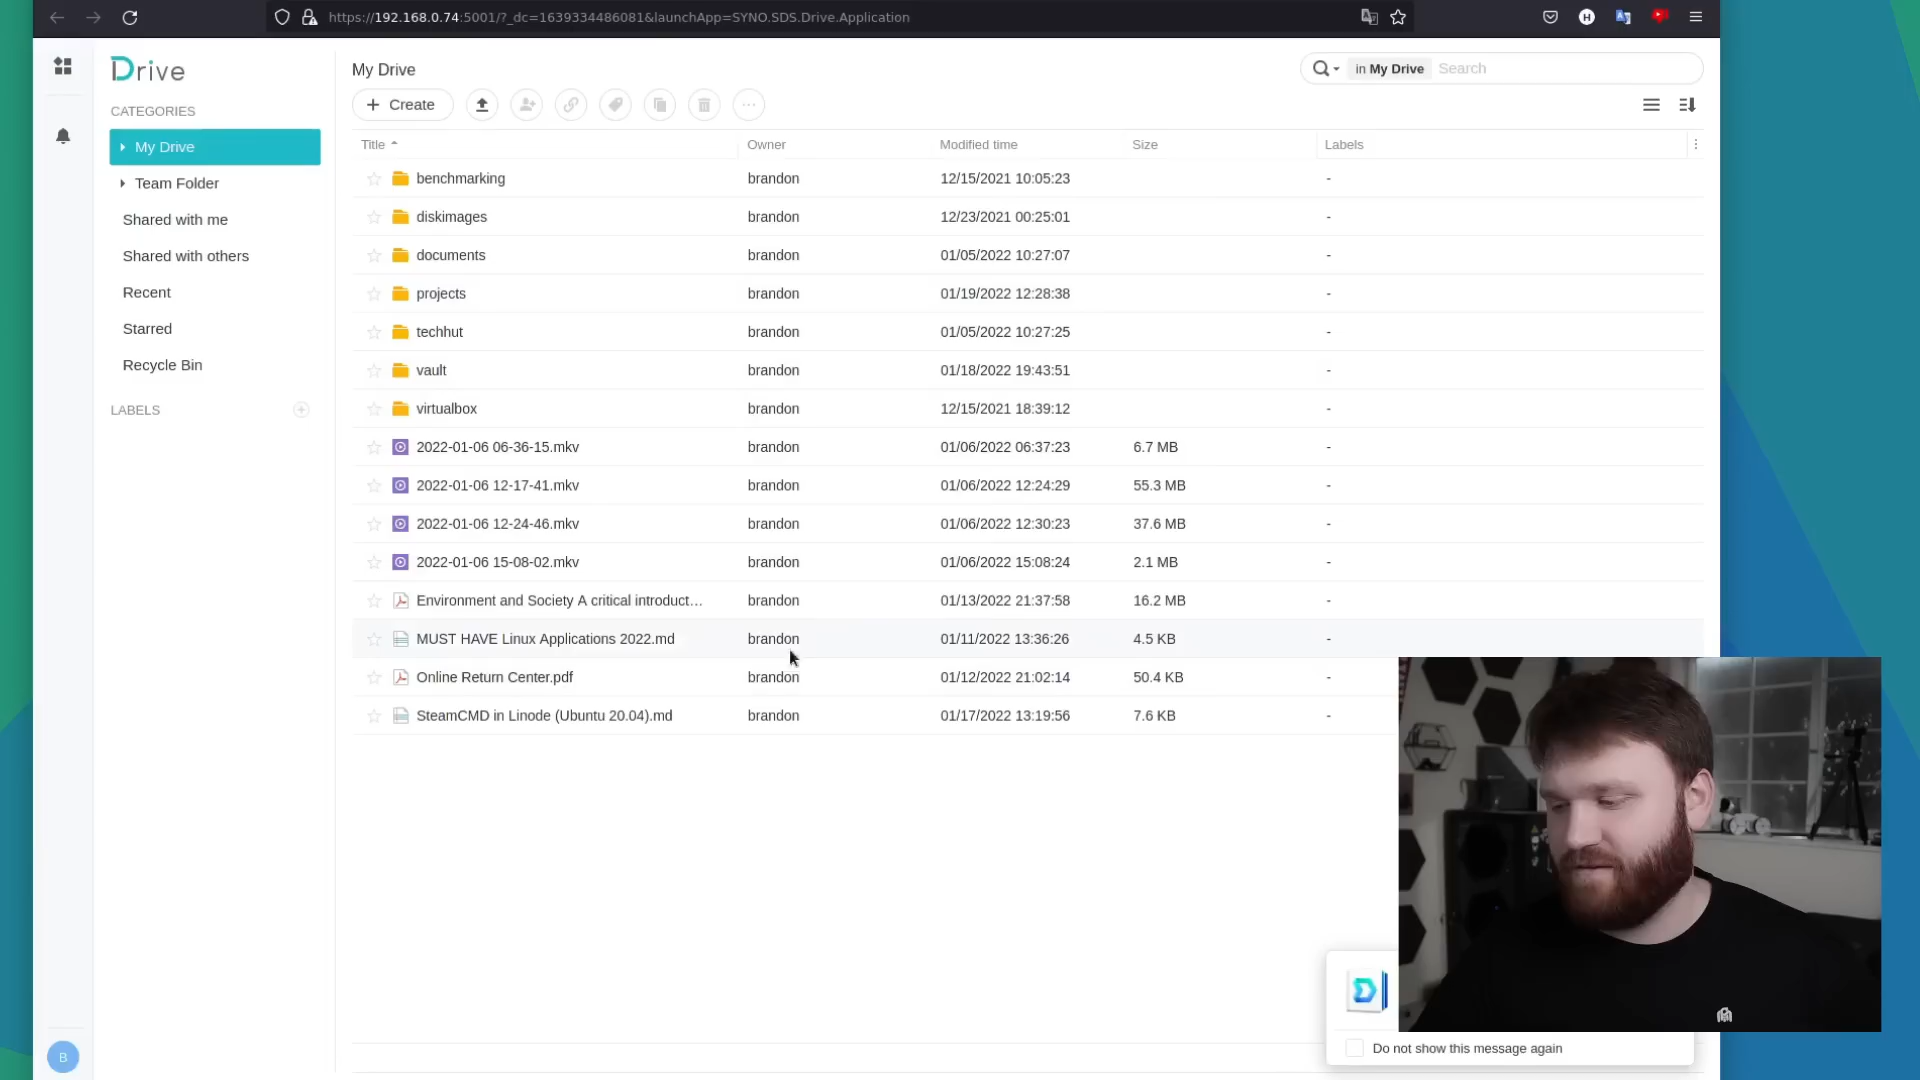 https://192.168.0.74:5001/?_dc=1639334486081&launchApp=SYNO.SDS.Drive.Application
H
Drive
My Drive
in My Drive Search
CATEGORIES
Create
My Drive
Title Owner Modified time Size Labels
Team Folder
Shared with me
Shared with others
Recent
Starred
Recycle Bin
LABELS
benchmarking brandon 12/15/2021 10:05:23 -
diskimages brandon 12/23/2021 00:25:01 -
documents brandon 01/05/2022 10:27:07 -
projects brandon 01/19/2022 12:28:38 -
techhut brandon 01/05/2022 10:27:25 -
vault brandon 01/18/2022 19:43:51 -
virtualbox brandon 12/15/2021 18:39:12 -
2022-01-06 06-36-15.mkv brandon 01/06/2022 06:37:23 6.7 MB -
2022-01-06 12-17-41.mkv brandon 01/06/2022 12:24:29 55.3 MB -
2022-01-06 12-24-46.mkv brandon 01/06/2022 12:30:23 37.6 MB -
2022-01-06 15-08-02.mkv brandon 01/06/2022 15:08:24 2.1 MB -
Environment and Society A critical introduct... brandon 01/13/2022 21:37:58 16.2 MB -
MUST HAVE Linux Applications 2022.md brandon 01/11/2022 13:36:26 4.5 KB -
Online Return Center.pdf brandon 01/12/2022 21:02:14 50.4 KB -
SteamCMD in Linode (Ubuntu 20.04).md brandon 01/17/2022 13:19:56 7.6 KB -
Do not show this message again
B